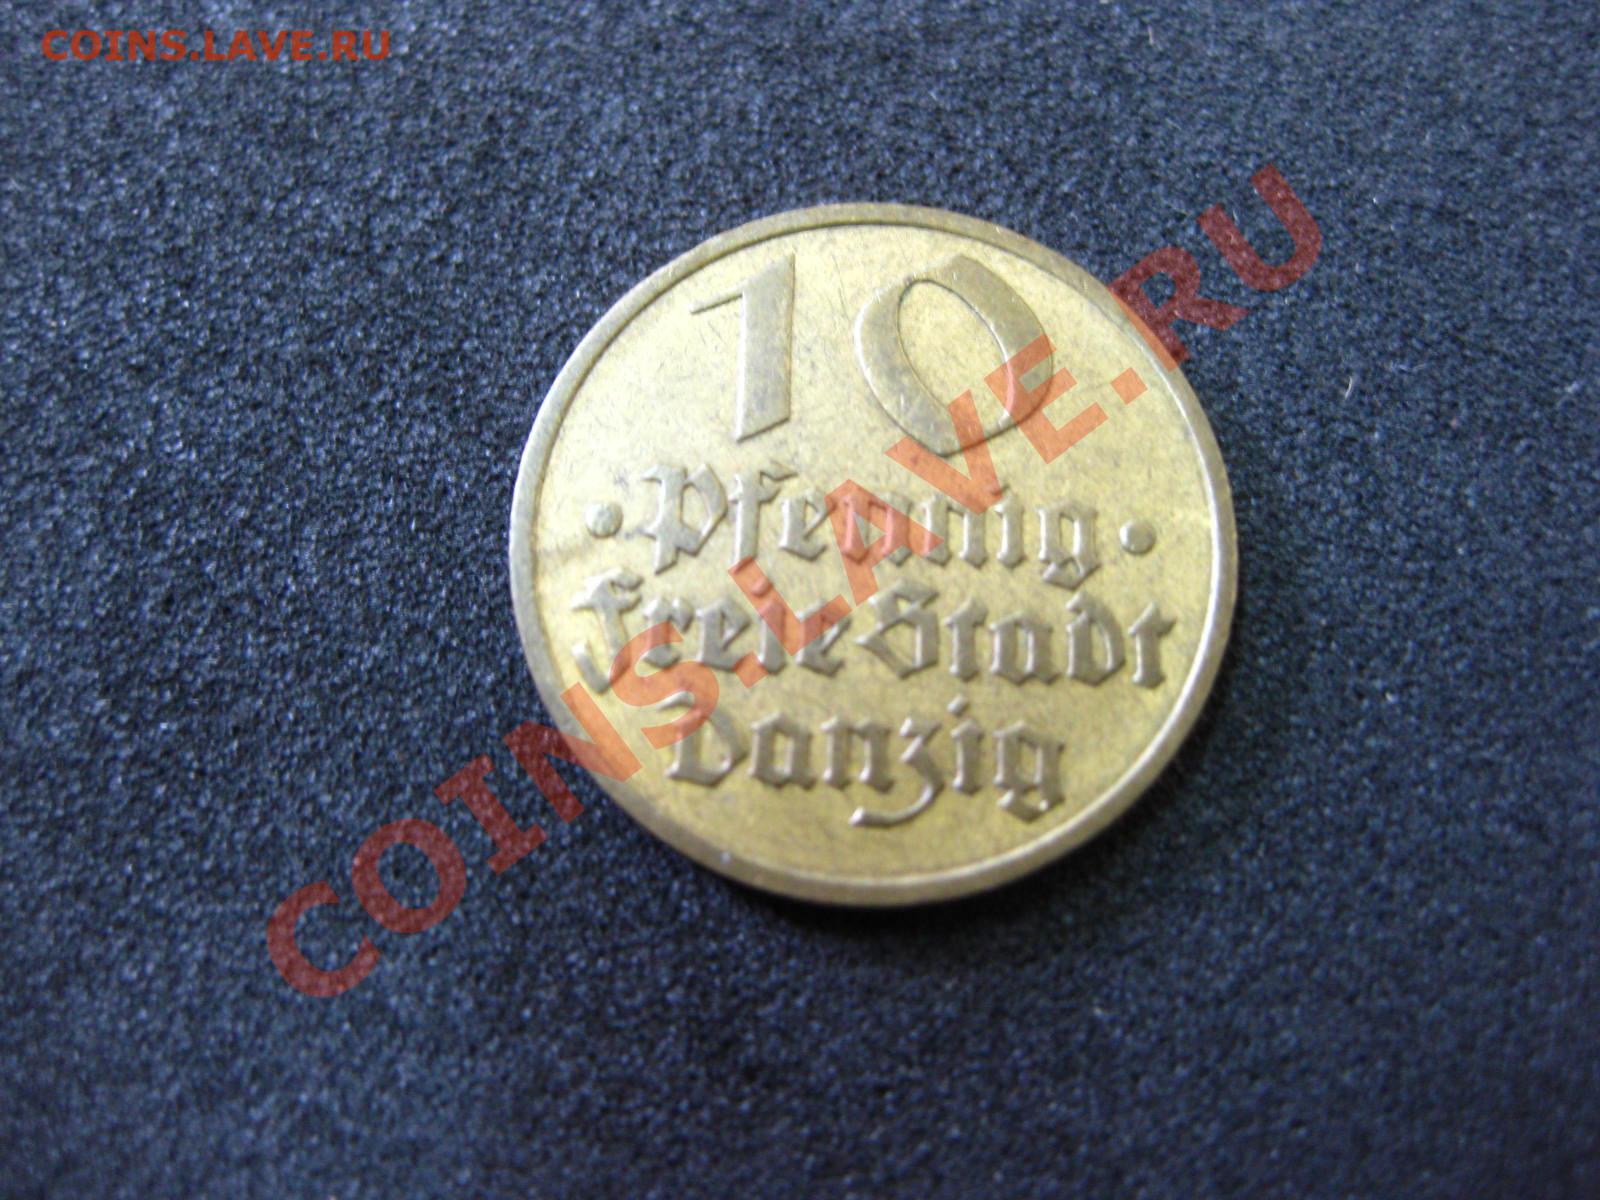 COINS.LAVE.RU
10
· Pfennig ·
Freie Stadt
Danzig
COINS.LAVE.RU